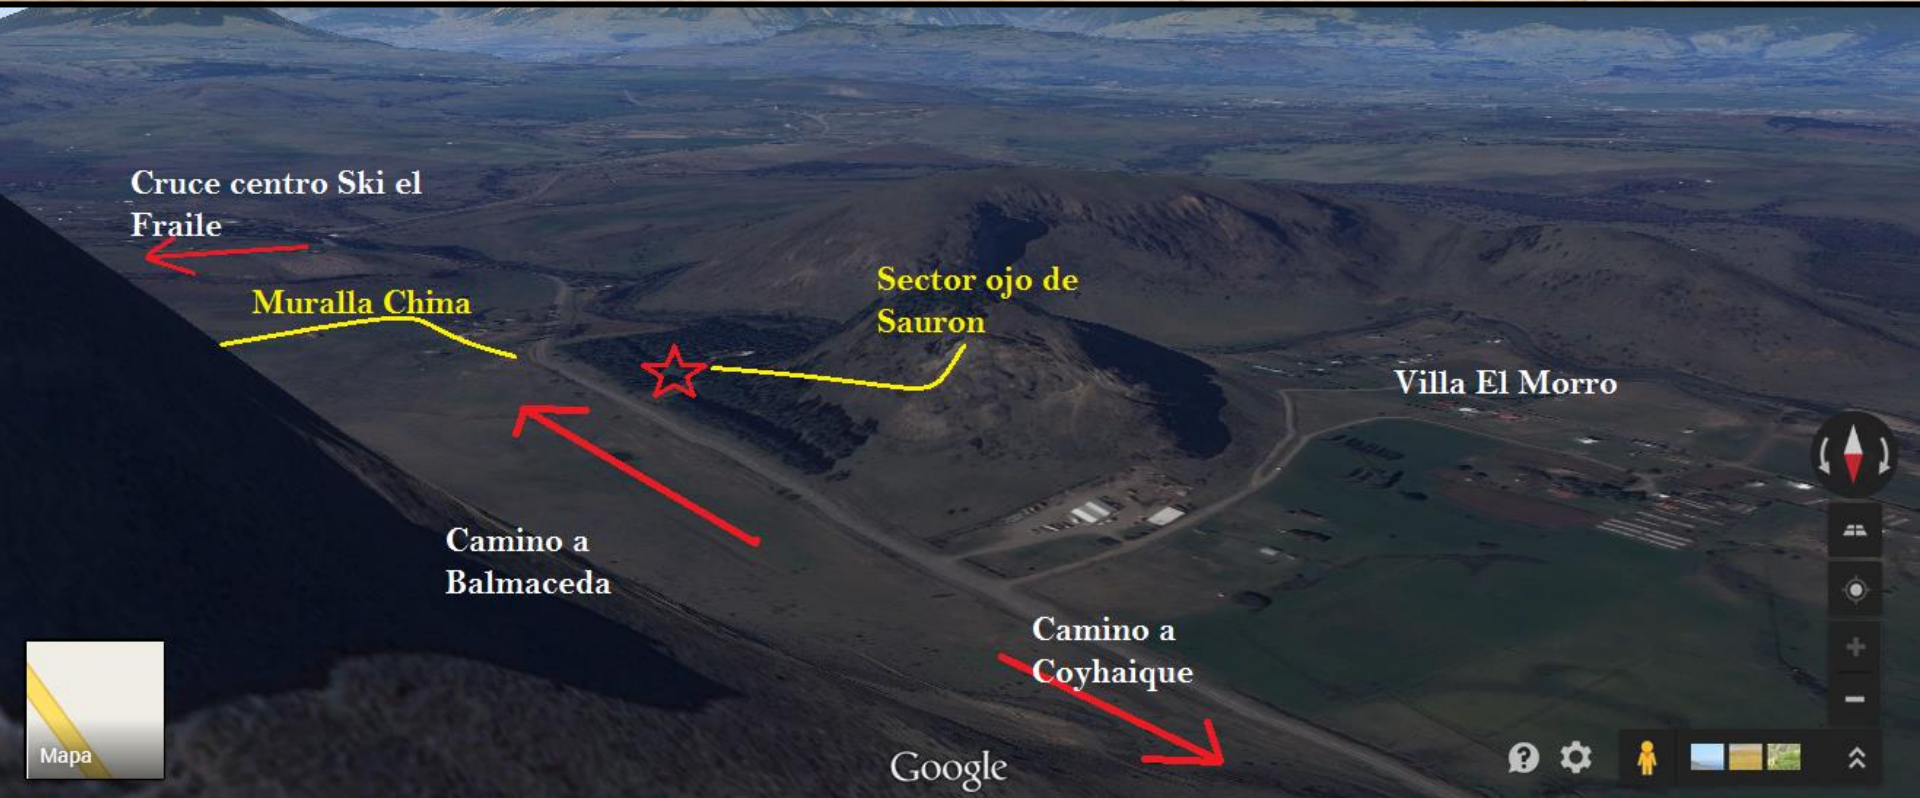 Cruce centro Ski el
Fraile
Muralla China
Sector ojo de
Sauron
Villa El Morro
Camino a
Balmaceda
Camino a
Coyhaique
Mapa
Google